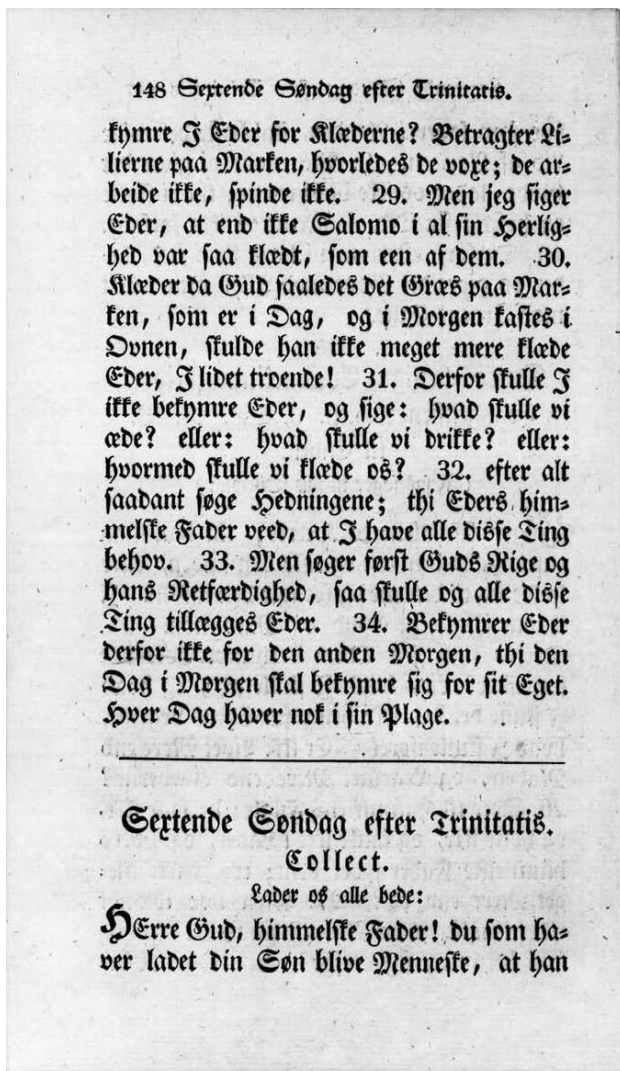 148 Sextende Søndag efter Trinitatis.
kymre I Eder for Klæderne? Betragter Li=
lierne paa Marken, hvorledes de voxe; de ar=
beide ikke, spinde ikke. 29. Men jeg siger
Eder, at end ikke Salomo i al sin Herlig=
hed var saa klædt, som een af dem. 30.
Klæder da Gud saaledes det Græs paa Mar=
ken, som er i Dag, og i Morgen kastes i
Ovnen, skulde han ikke meget mere klæde
Eder, I lidet troende! 31. Derfor skulle I
ikke bekymre Eder, og sige: hvad skulle vi
æde? eller: hvad skulle vi drikke? eller:
hvormed skulle vi klæde os? 32. efter alt
saadant søge Hedningene; thi Eders him=
melske Fader veed, at I have alle disse Ting
behov. 33. Men søger først Guds Rige og
hans Retfærdighed, saa skulle og alle disse
Ting tillægges Eder. 34. Bekymrer Eder
derfor ikke for den anden Morgen, thi den
Dag i Morgen skal bekymre sig for sit Eget.
Hver Dag haver nok i sin Plage.
Sextende Søndag efter Trinitatis.
Collect.
Lader os alle bede:
HErre Gud, himmelske Fader! du som ha=
ver ladet din Søn blive Menneske, at han